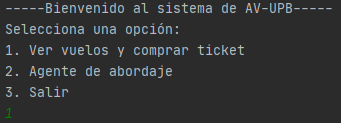 -----Bienvenido al sistema de AV-UPB-----
Selecciona una opción:
1. Ver vuelos y comprar ticket
2. Agente de abordaje
3. Salir
1